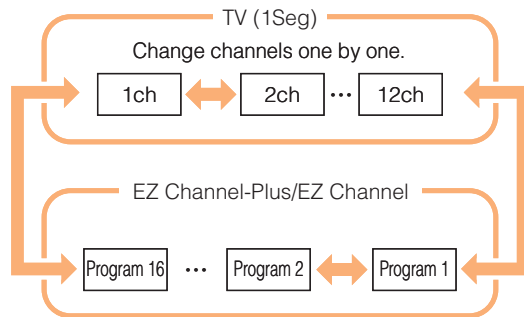 TV (1Seg)
Change channels one by one.
1ch 2ch ••• 12ch
EZ Channel-Plus/EZ Channel
Program 16 ••• Program 2 Program 1